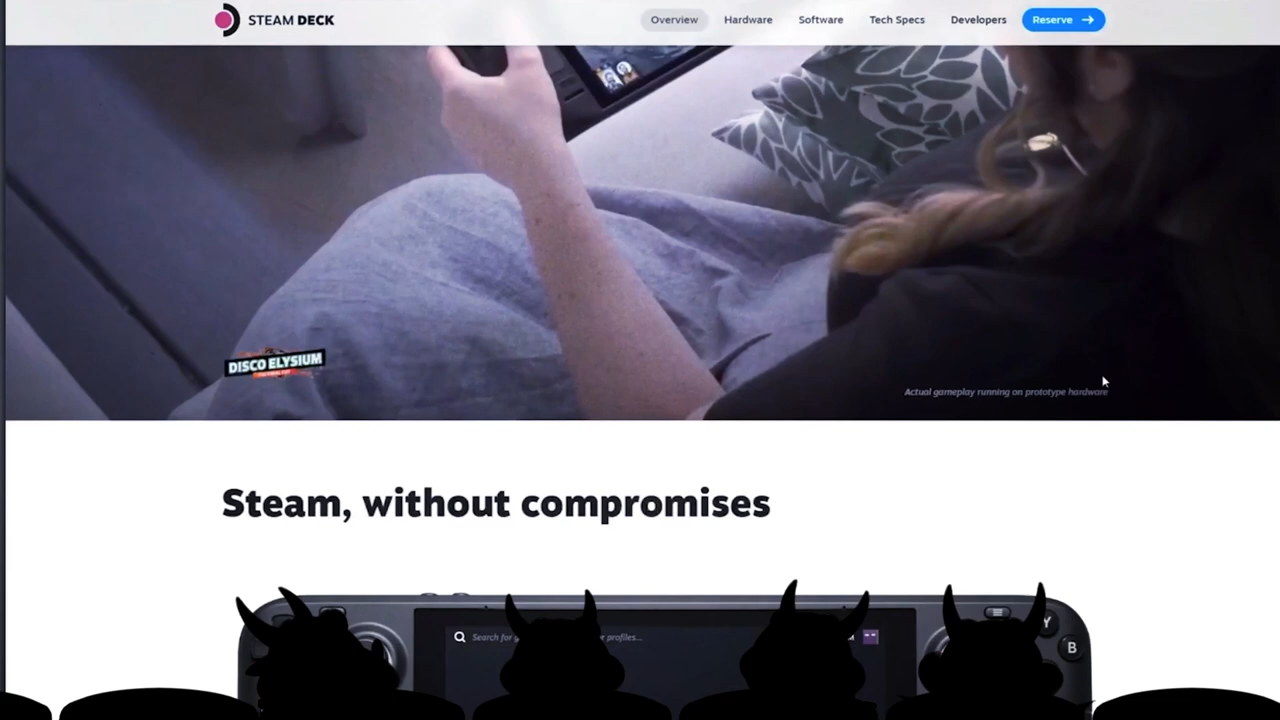 STEAM DECK
Overview
Hardware
Software
Tech Specs
Developers
Reserve
DISCO ELYSIUM
Actual gameplay running on prototype hardware
Steam, without compromises
Search for g
r profiles...
Y
B